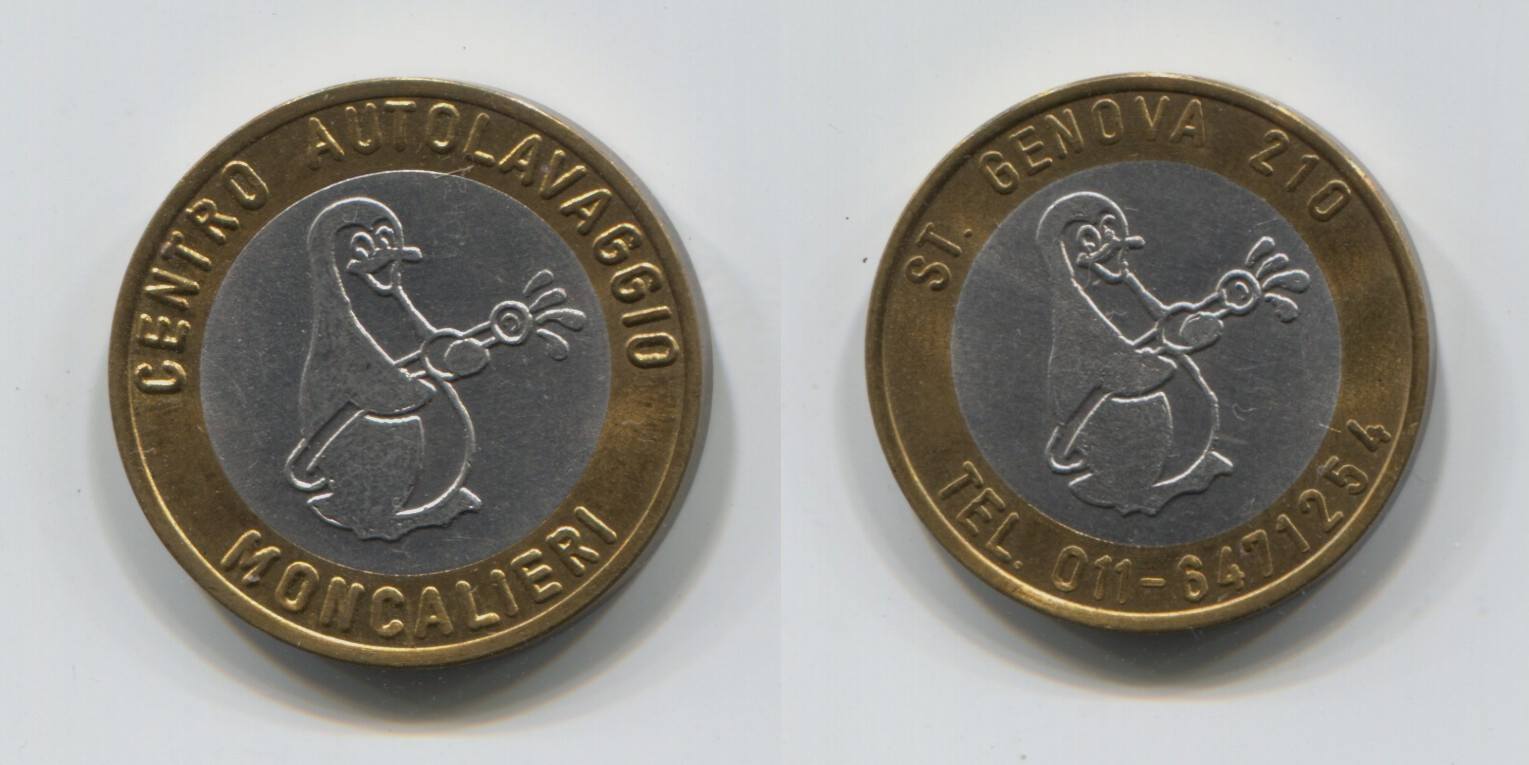 CENTRO AUTOLAVAGGIO
MONCALIERI
ST. GENOVA 210
TEL. 011-6471254